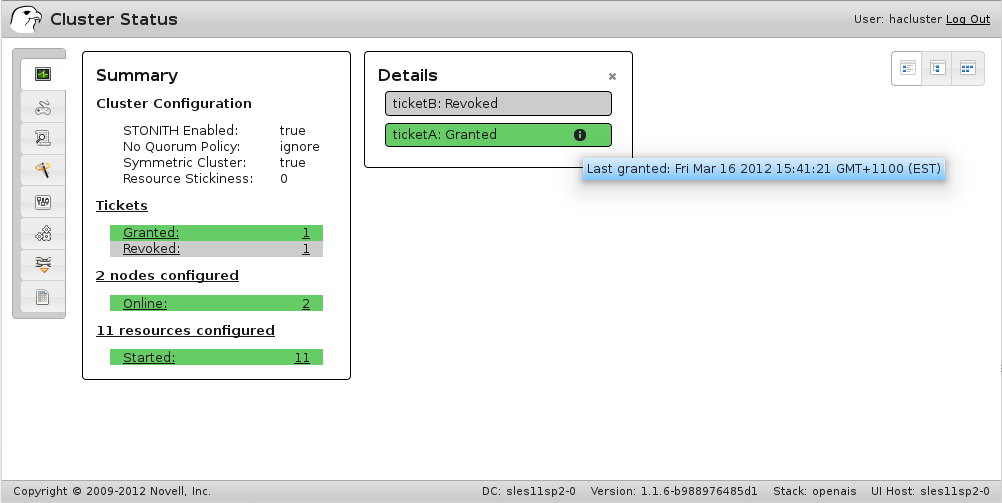 Cluster Status
User: hacluster Log Out
Summary
Cluster Configuration
STONITH Enabled: true
No Quorum Policy: ignore
Symmetric Cluster: true
Resource Stickiness: 0
Tickets
Granted: 1
Revoked: 1
2 nodes configured
Online: 2
11 resources configured
Started: 11
Details
ticketB: Revoked
ticketA: Granted
Last granted: Fri Mar 16 2012 15:41:21 GMT+1100 (EST)
Copyright © 2009-2012 Novell, Inc.
DC: sles11sp2-0 Version: 1.1.6-b988976485d1 Stack: openais UI Host: sles11sp2-0